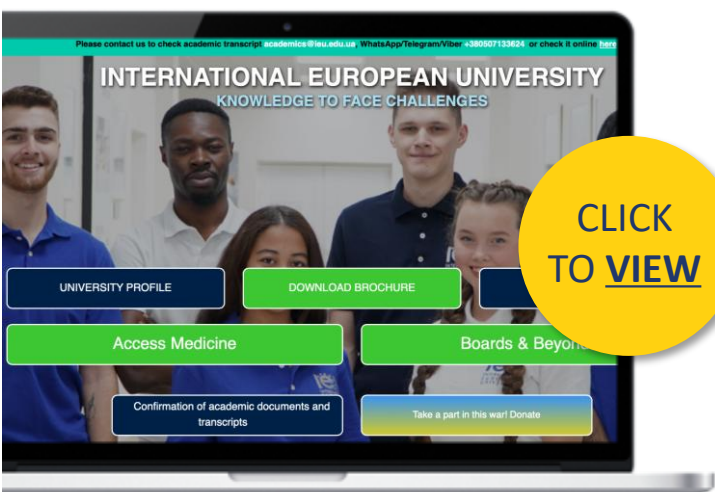 Please contact us to check academic transcript academics@ieu.edu.ua, WhatsApp/Telegram/Viber +380507133624 or check it online here
INTERNATIONAL EUROPEAN UNIVERSITY
KNOWLEDGE TO FACE CHALLENGES
CLICK
TO VIEW
UNIVERSITY PROFILE
DOWNLOAD BROCHURE
Access Medicine
Boards & Beyond
Confirmation of academic documents and
transcripts
Take a part in this war! Donate